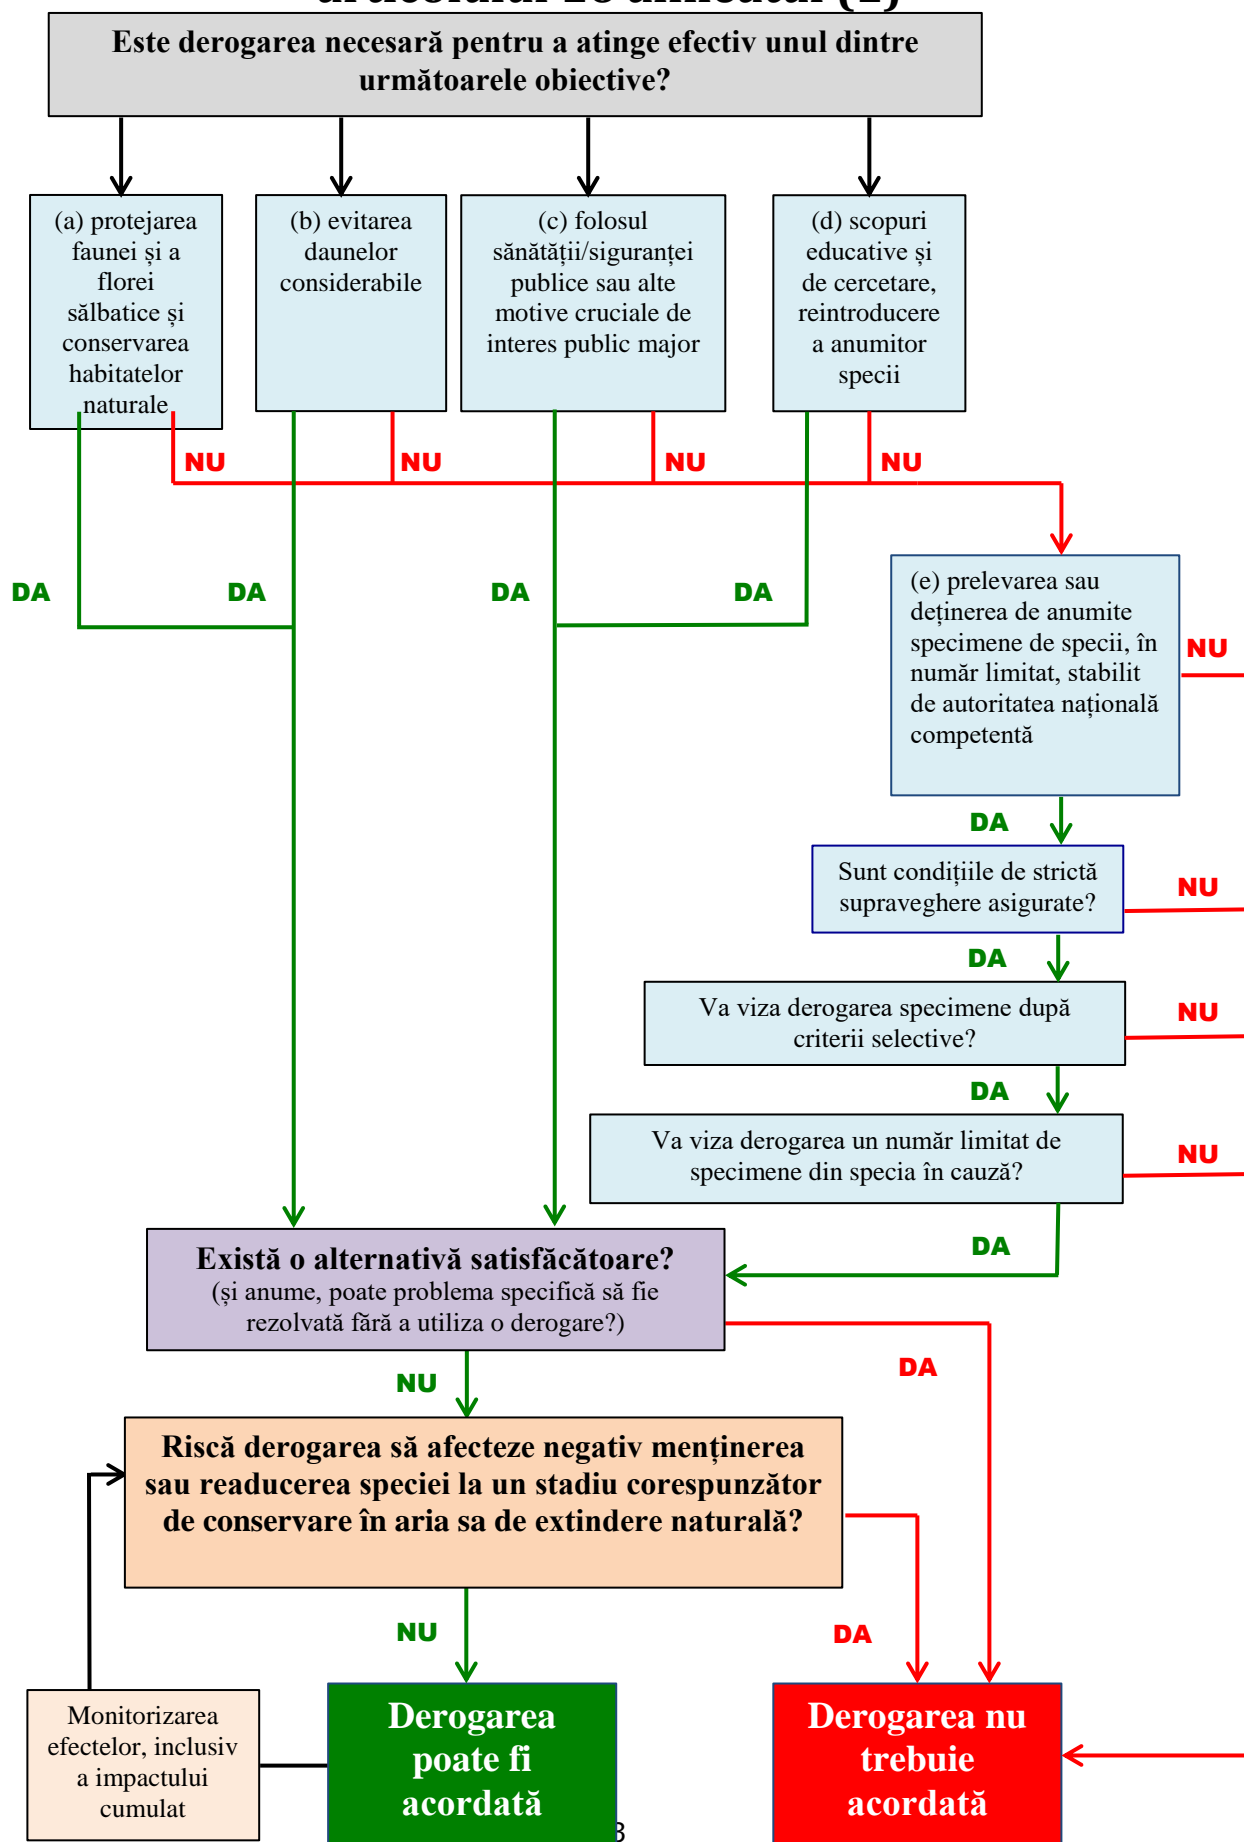 articolului 16 alineatul (1)
Este derogarea necesară pentru a atinge efectiv unul dintre
următoarele obiective?
(a) protejarea
faunei și a
florei
sălbatice și
conservarea
habitatelor
naturale
(b) evitarea
daunelor
considerabile
(c) folosul
sănătății/siguranței
publice sau alte
motive cruciale de
interes public major
(d) scopuri
educative și
de cercetare,
reintroducere
a anumitor
specii
NU
NU
NU
NU
DA
DA
DA
DA
(e) prelevarea sau
deținerea de anumite
specimene de specii, în
număr limitat, stabilit
de autoritatea națională
competentă
NU
DA
Sunt condițiile de strictă
supraveghere asigurate?
NU
DA
Va viza derogarea specimene după
criterii selective?
NU
DA
Va viza derogarea un număr limitat de
specimene din specia în cauză?
NU
DA
Există o alternativă satisfăcătoare?
(și anume, poate problema specifică să fie
rezolvată fără a utiliza o derogare?)
DA
NU
Riscă derogarea să afecteze negativ menținerea
sau readucerea speciei la un stadiu corespunzător
de conservare în aria sa de extindere naturală?
NU
DA
Monitorizarea
efectelor, inclusiv
a impactului
cumulat
Derogarea
poate fi
acordată
Derogarea nu
trebuie
acordată
3